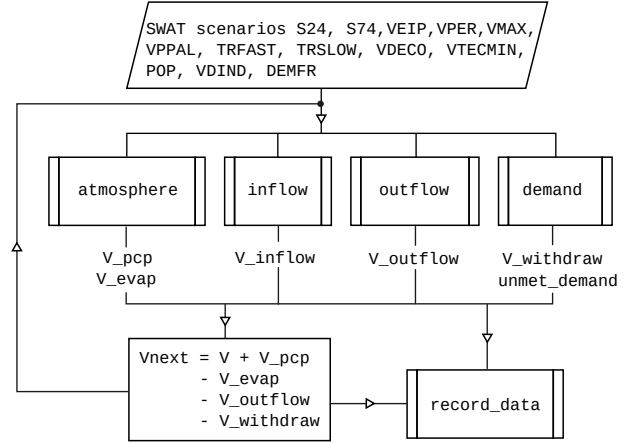 SWAT scenarios S24, S74,VEIP,VPER,VMAX,
VPPAL, TRFAST, TRSLOW, VDECO, VTECMIN,
POP, VDIND, DEMFR
atmosphere
inflow
outflow
demand
V_pcp
V_evap
V_inflow
V_outflow
V_withdraw
unmet_demand
Vnext = V + V_pcp
- V_evap
- V_outflow
- V_withdraw
record_data